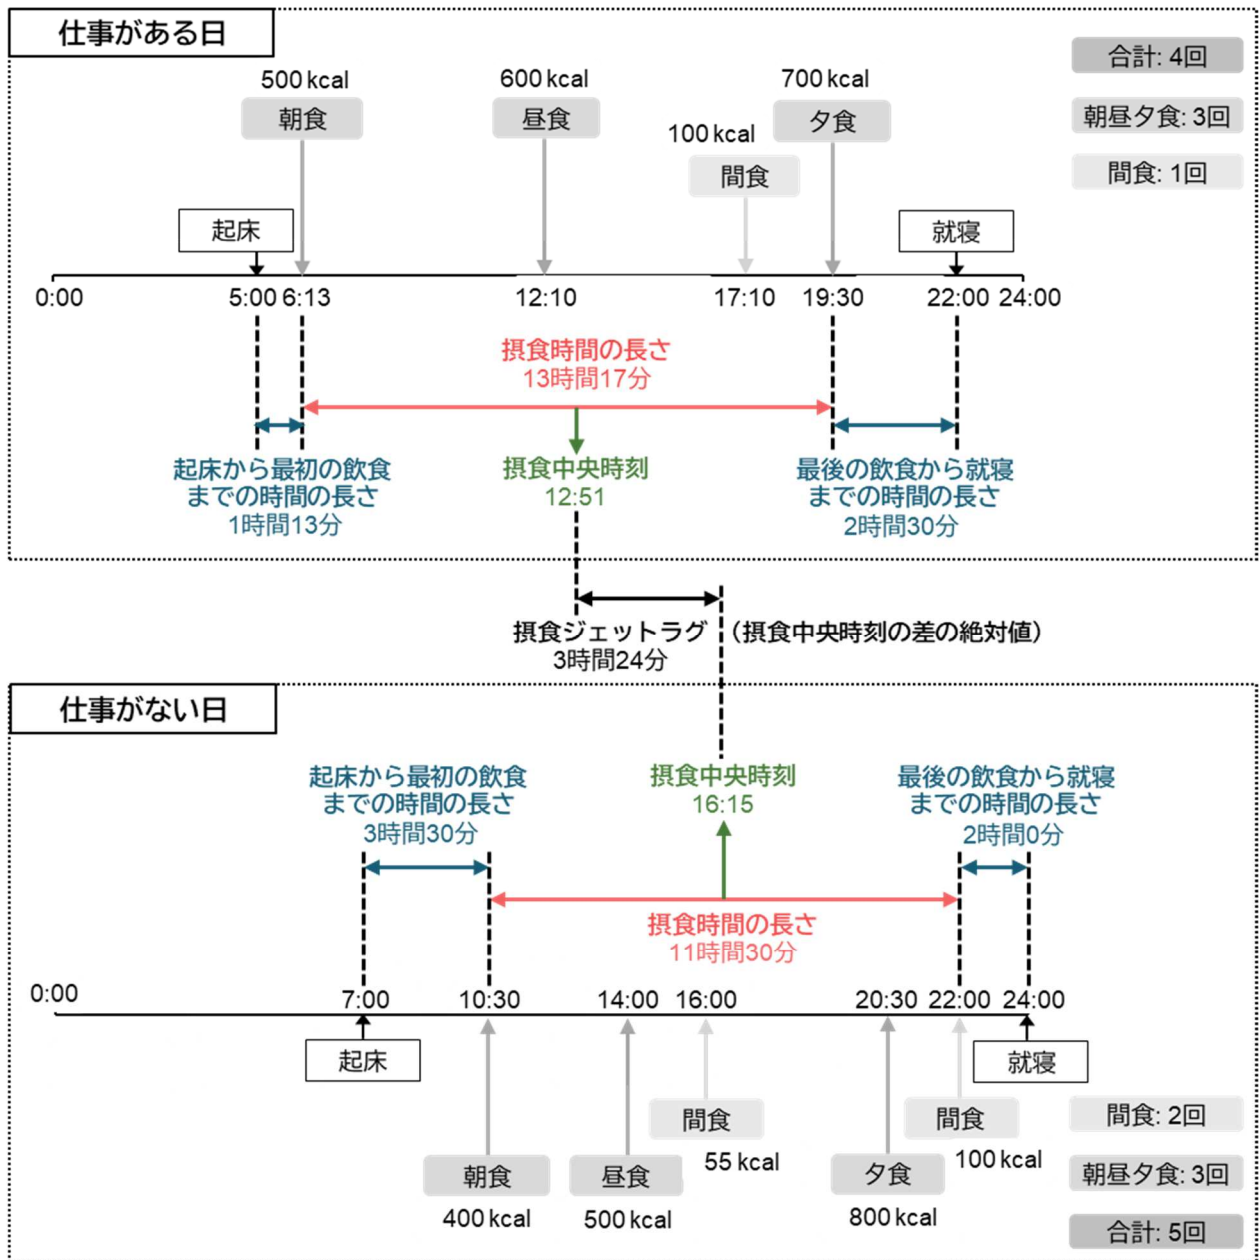 仕事がある日
合計: 4回
500 kcal
600 kcal
700 kcal
朝食
昼食
夕食
朝昼夕食: 3回
100 kcal
間食
間食: 1回
起床
就寝
0:00
5:00
6:13
12:10
17:10
19:30
22:00
24:00
摂食時間の長さ
13時間17分
起床から最初の飲食
までの時間の長さ
1時間13分
摂食中央時刻
12:51
最後の飲食から就寝
までの時間の長さ
2時間30分
摂食ジェットラグ (摂食中央時刻の差の絶対値)
3時間24分
仕事がない日
起床から最初の飲食
までの時間の長さ
3時間30分
摂食中央時刻
16:15
最後の飲食から就寝
までの時間の長さ
2時間0分
摂食時間の長さ
11時間30分
0:00
7:00
10:30
14:00
16:00
20:30
22:00
24:00
起床
就寝
間食
間食
間食: 2回
55 kcal
100 kcal
朝食
昼食
夕食
朝昼夕食: 3回
400 kcal
500 kcal
800 kcal
合計: 5回